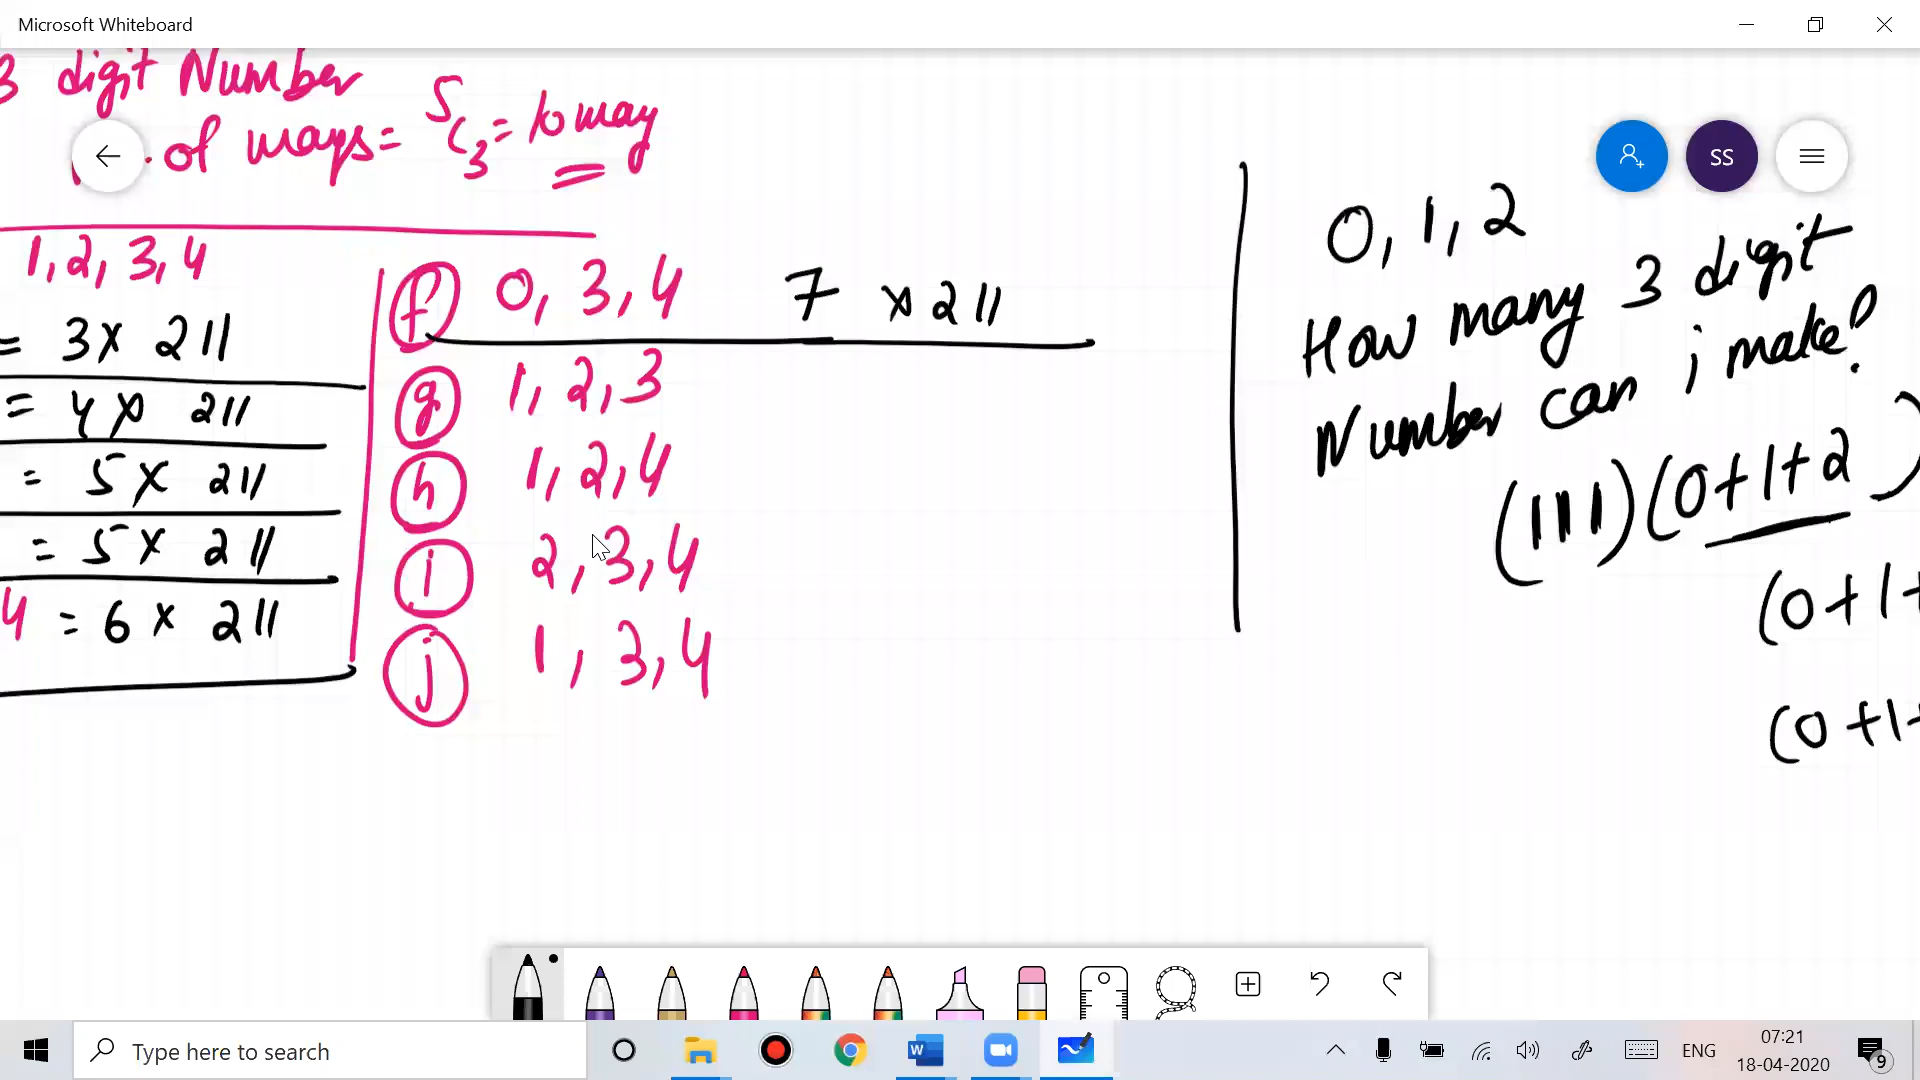 Microsoft Whiteboard
3 digit Number
. of ways = 5C3 = 10 way
1, 2, 3, 4
= 3 x 211
= 4 x 211
= 5 x 211
= 5 x 211
4 = 6 x 211
f 0, 3, 4 7 x 211
g 1, 2, 3
h 1, 2, 4
i 2, 3, 4
j 1, 3, 4
SS
0, 1, 2
How many 3 digit
Number can i make?
(111)(0+1+2)
(0+1+
(0+1+
Type here to search
ENG
07:21
18-04-2020
9